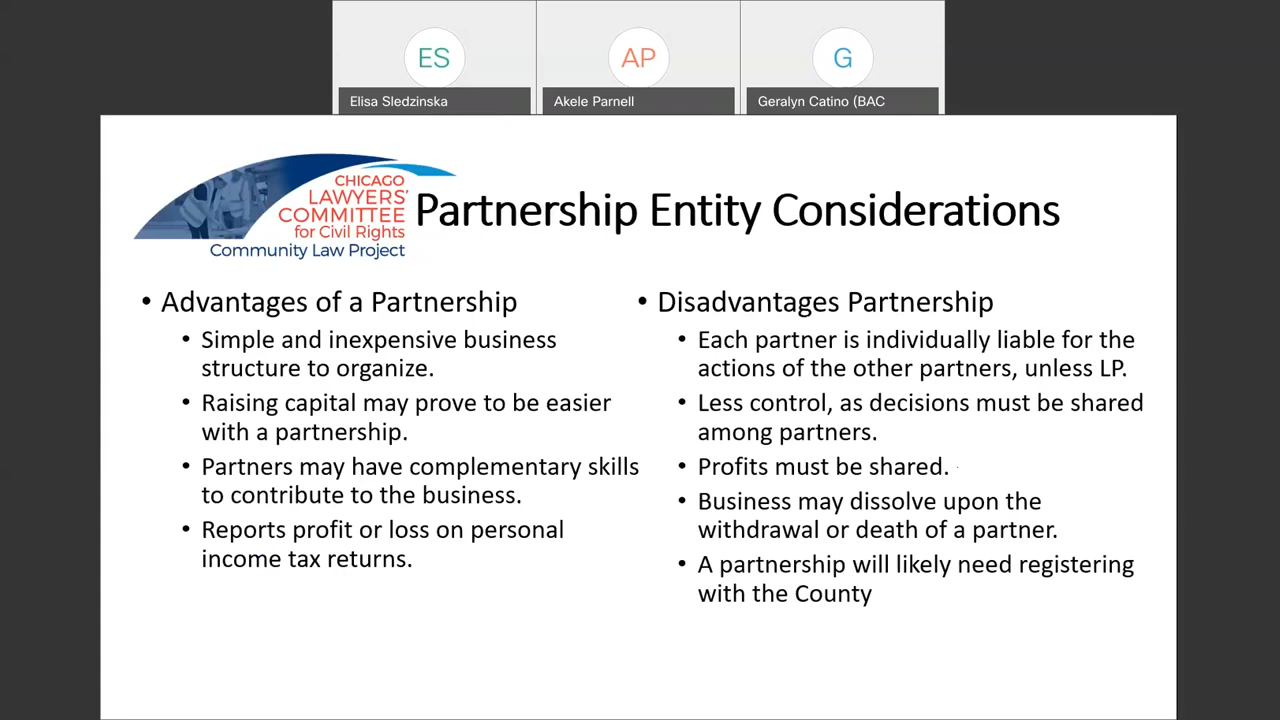 ES
AP
G
Elisa Sledzinska
Akele Parnell
Geralyn Catino (BAC
CHICAGO
LAWYERS'
COMMITTEE
for Civil Rights
Community Law Project
Partnership Entity Considerations
• Advantages of a Partnership
• Simple and inexpensive business
structure to organize.
• Raising capital may prove to be easier
with a partnership.
• Partners may have complementary skills
to contribute to the business.
• Reports profit or loss on personal
income tax returns.
• Disadvantages Partnership
• Each partner is individually liable for the
actions of the other partners, unless LP.
• Less control, as decisions must be shared
among partners.
• Profits must be shared.
• Business may dissolve upon the
withdrawal or death of a partner.
• A partnership will likely need registering
with the County